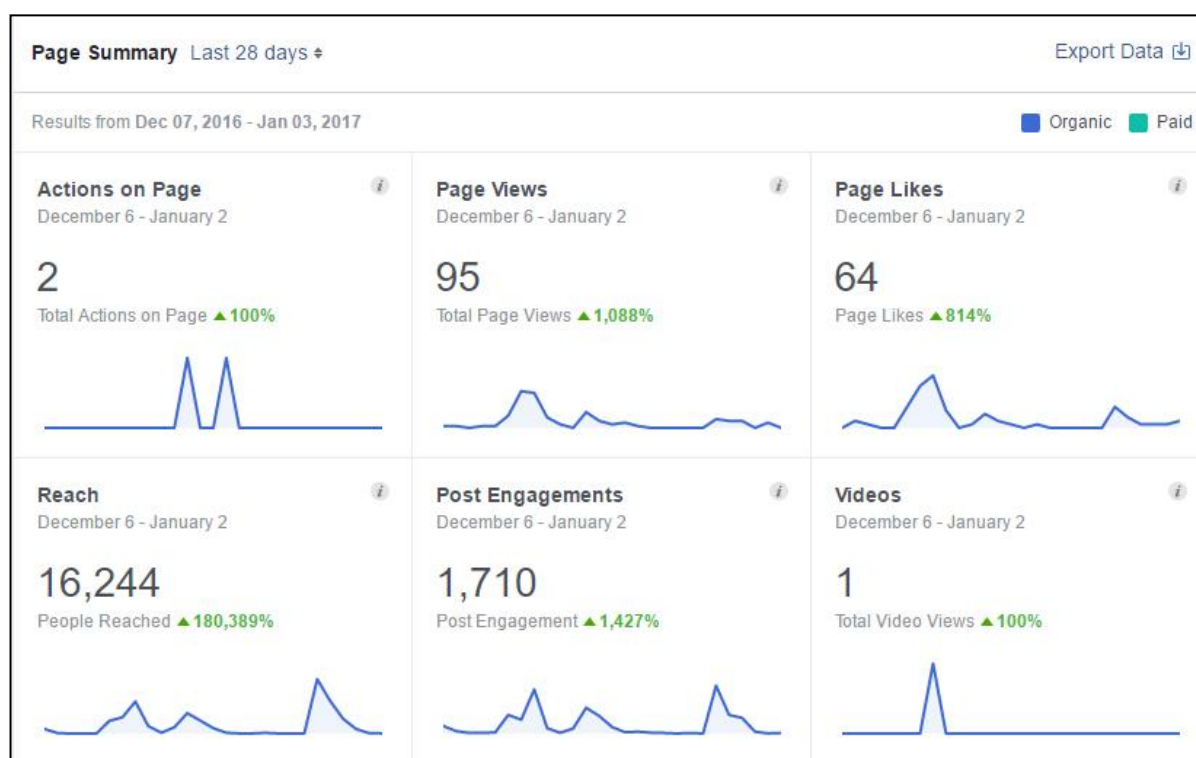 Page Summary Last 28 days
Export Data
Results from Dec 07, 2016 - Jan 03, 2017
Organic Paid
Actions on Page
December 6 - January 2
2
Total Actions on Page ▲100%
Page Views
December 6 - January 2
95
Total Page Views ▲1,088%
Page Likes
December 6 - January 2
64
Page Likes ▲814%
Reach
December 6 - January 2
16,244
People Reached ▲180,389%
Post Engagements
December 6 - January 2
1,710
Post Engagement ▲1,427%
Videos
December 6 - January 2
1
Total Video Views ▲100%